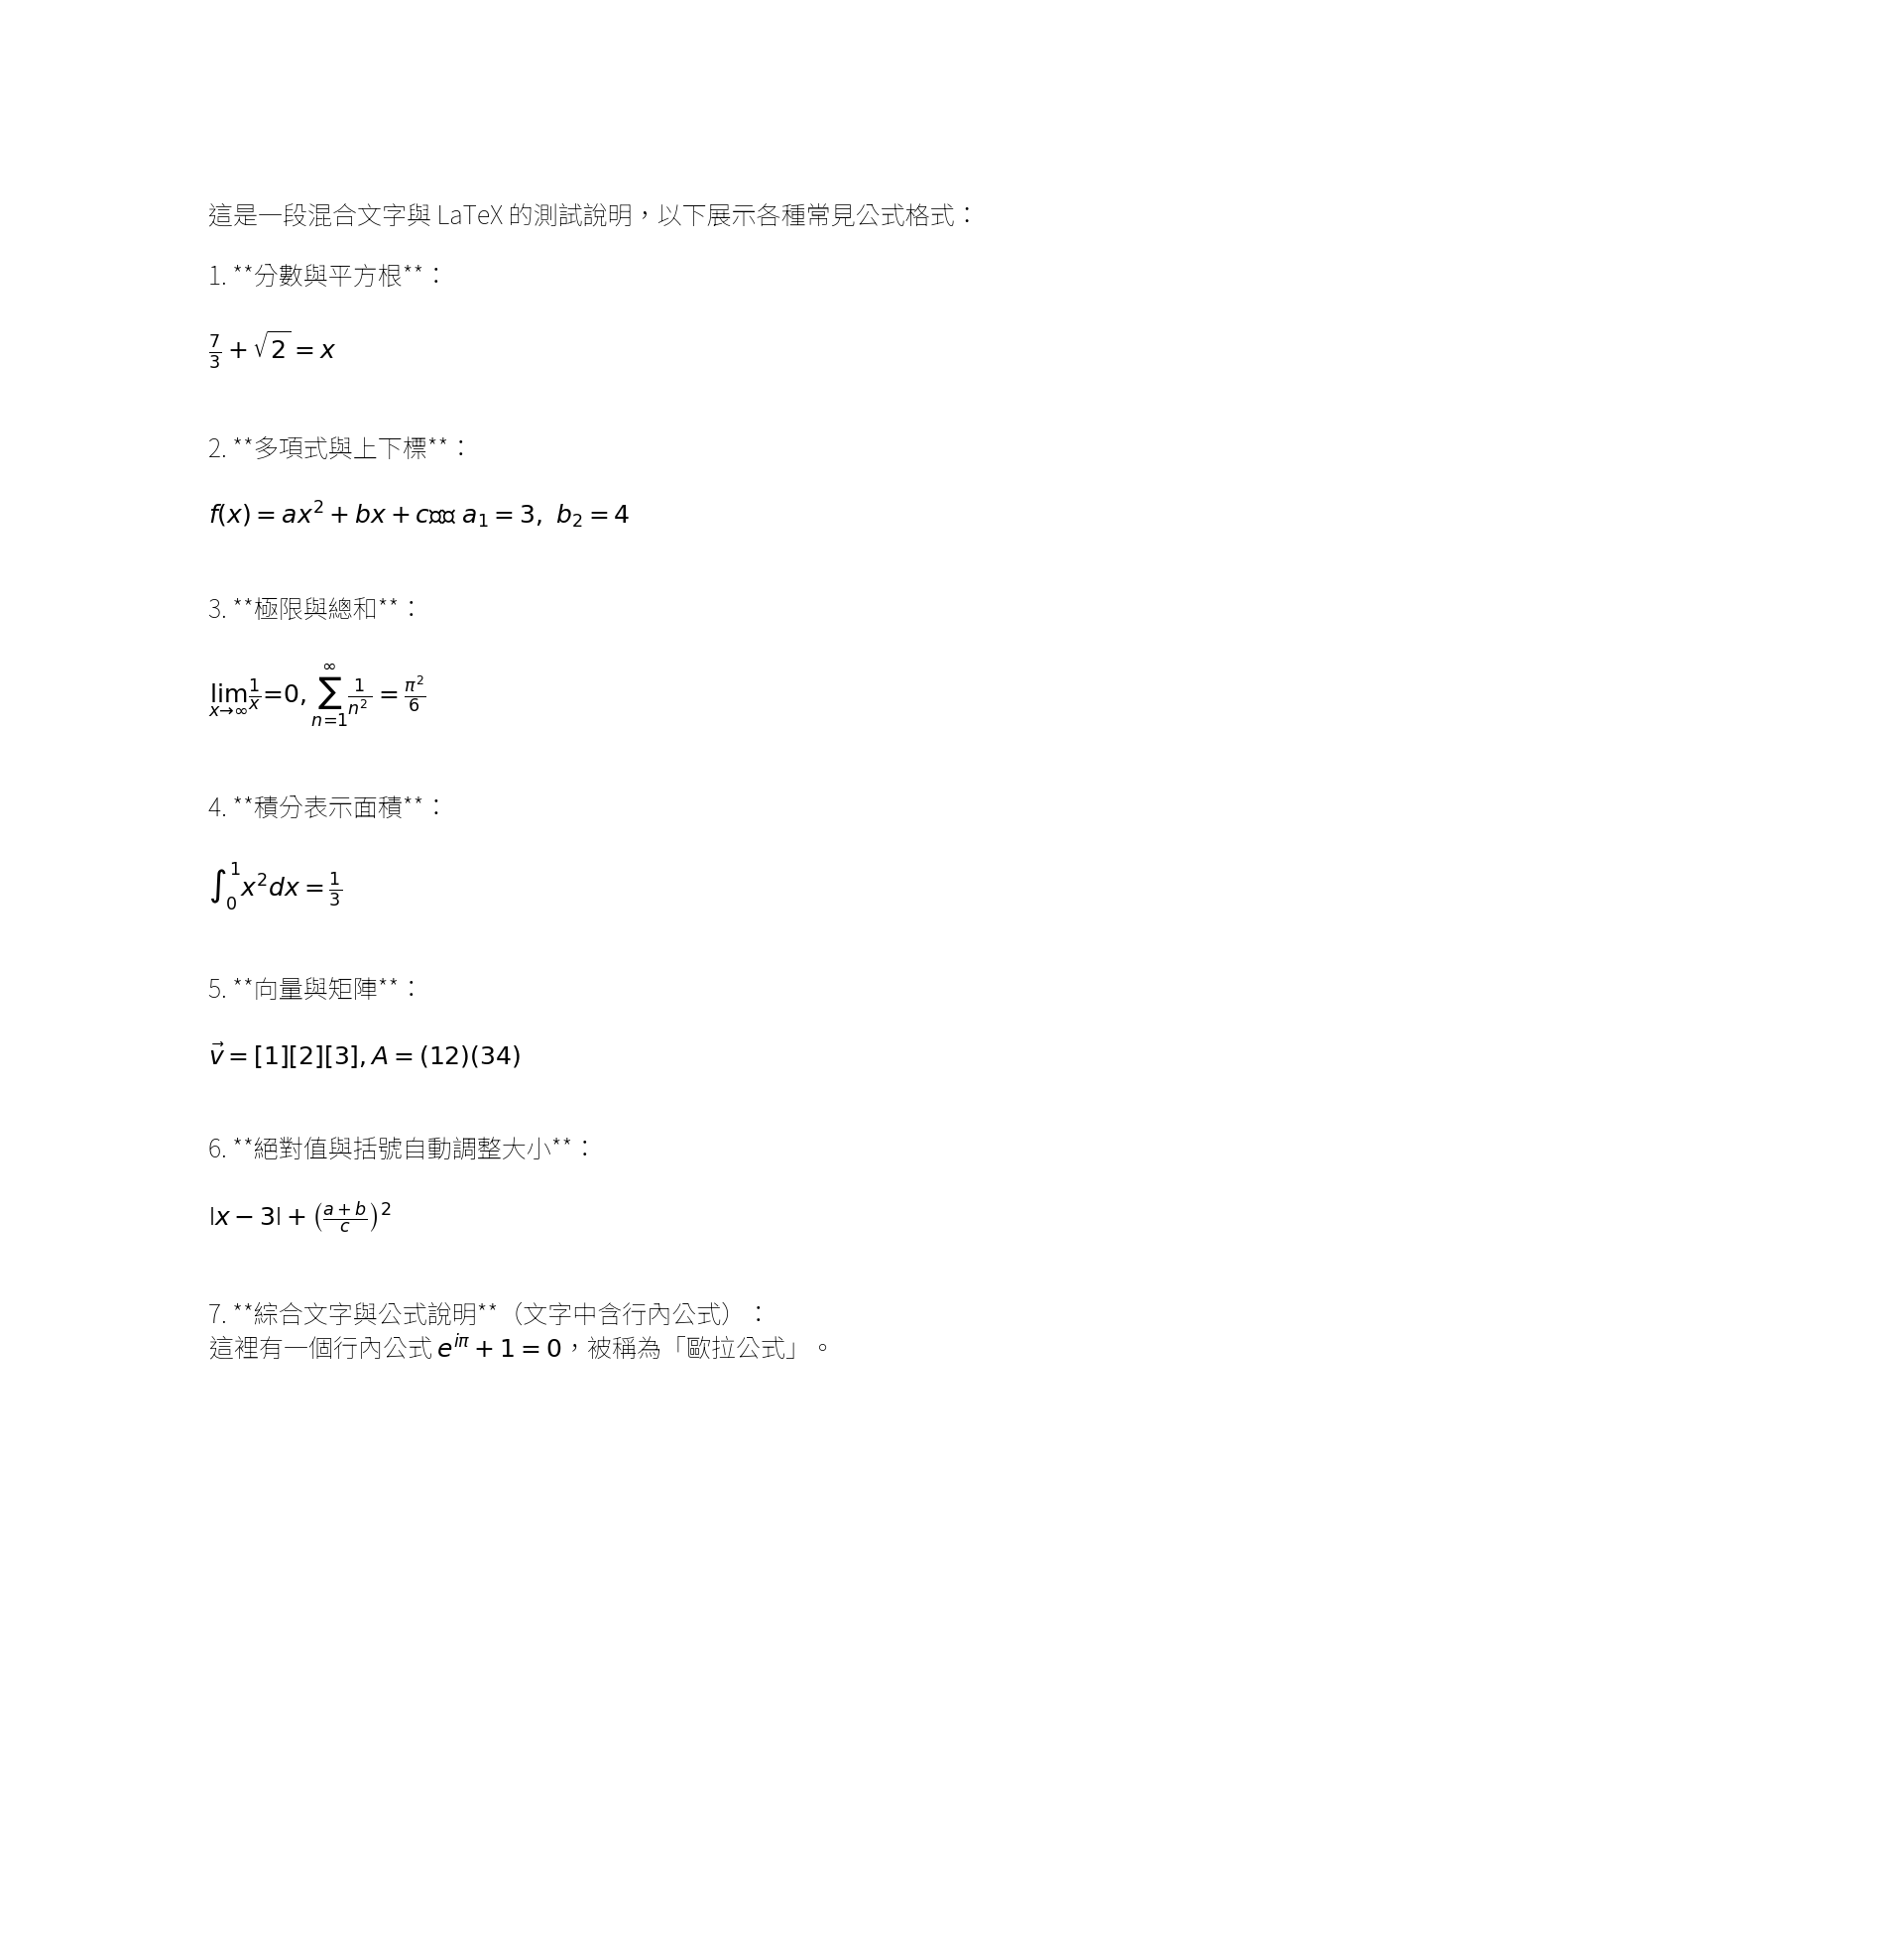 這是一段混合文字與 LaTeX 的測試說明，以下展示各種常見公式格式：
1. **分數與平方根**：
$\frac{7}{3} + \sqrt{2} = x$
2. **多項式與上下標**：
$f(x) = ax^2 + bx + c$ $a_1 = 3,\ b_2 = 4$
3. **極限與總和**：
$\lim_{x \to \infty} \frac{1}{x} = 0, \sum_{n=1}^{\infty} \frac{1}{n^2} = \frac{\pi^2}{6}$
4. **積分表示面積**：
$\int_0^1 x^2 dx = \frac{1}{3}$
5. **向量與矩陣**：
$\vec{v} = [1][2][3], A = (12)(34)$
6. **絕對值與括號自動調整大小**：
$|x - 3| + \left(\frac{a+b}{c}\right)^2$
7. **綜合文字與公式說明**（文字中含行內公式）：
這裡有一個行內公式 $e^{i\pi} + 1 = 0$，被稱為「歐拉公式」。